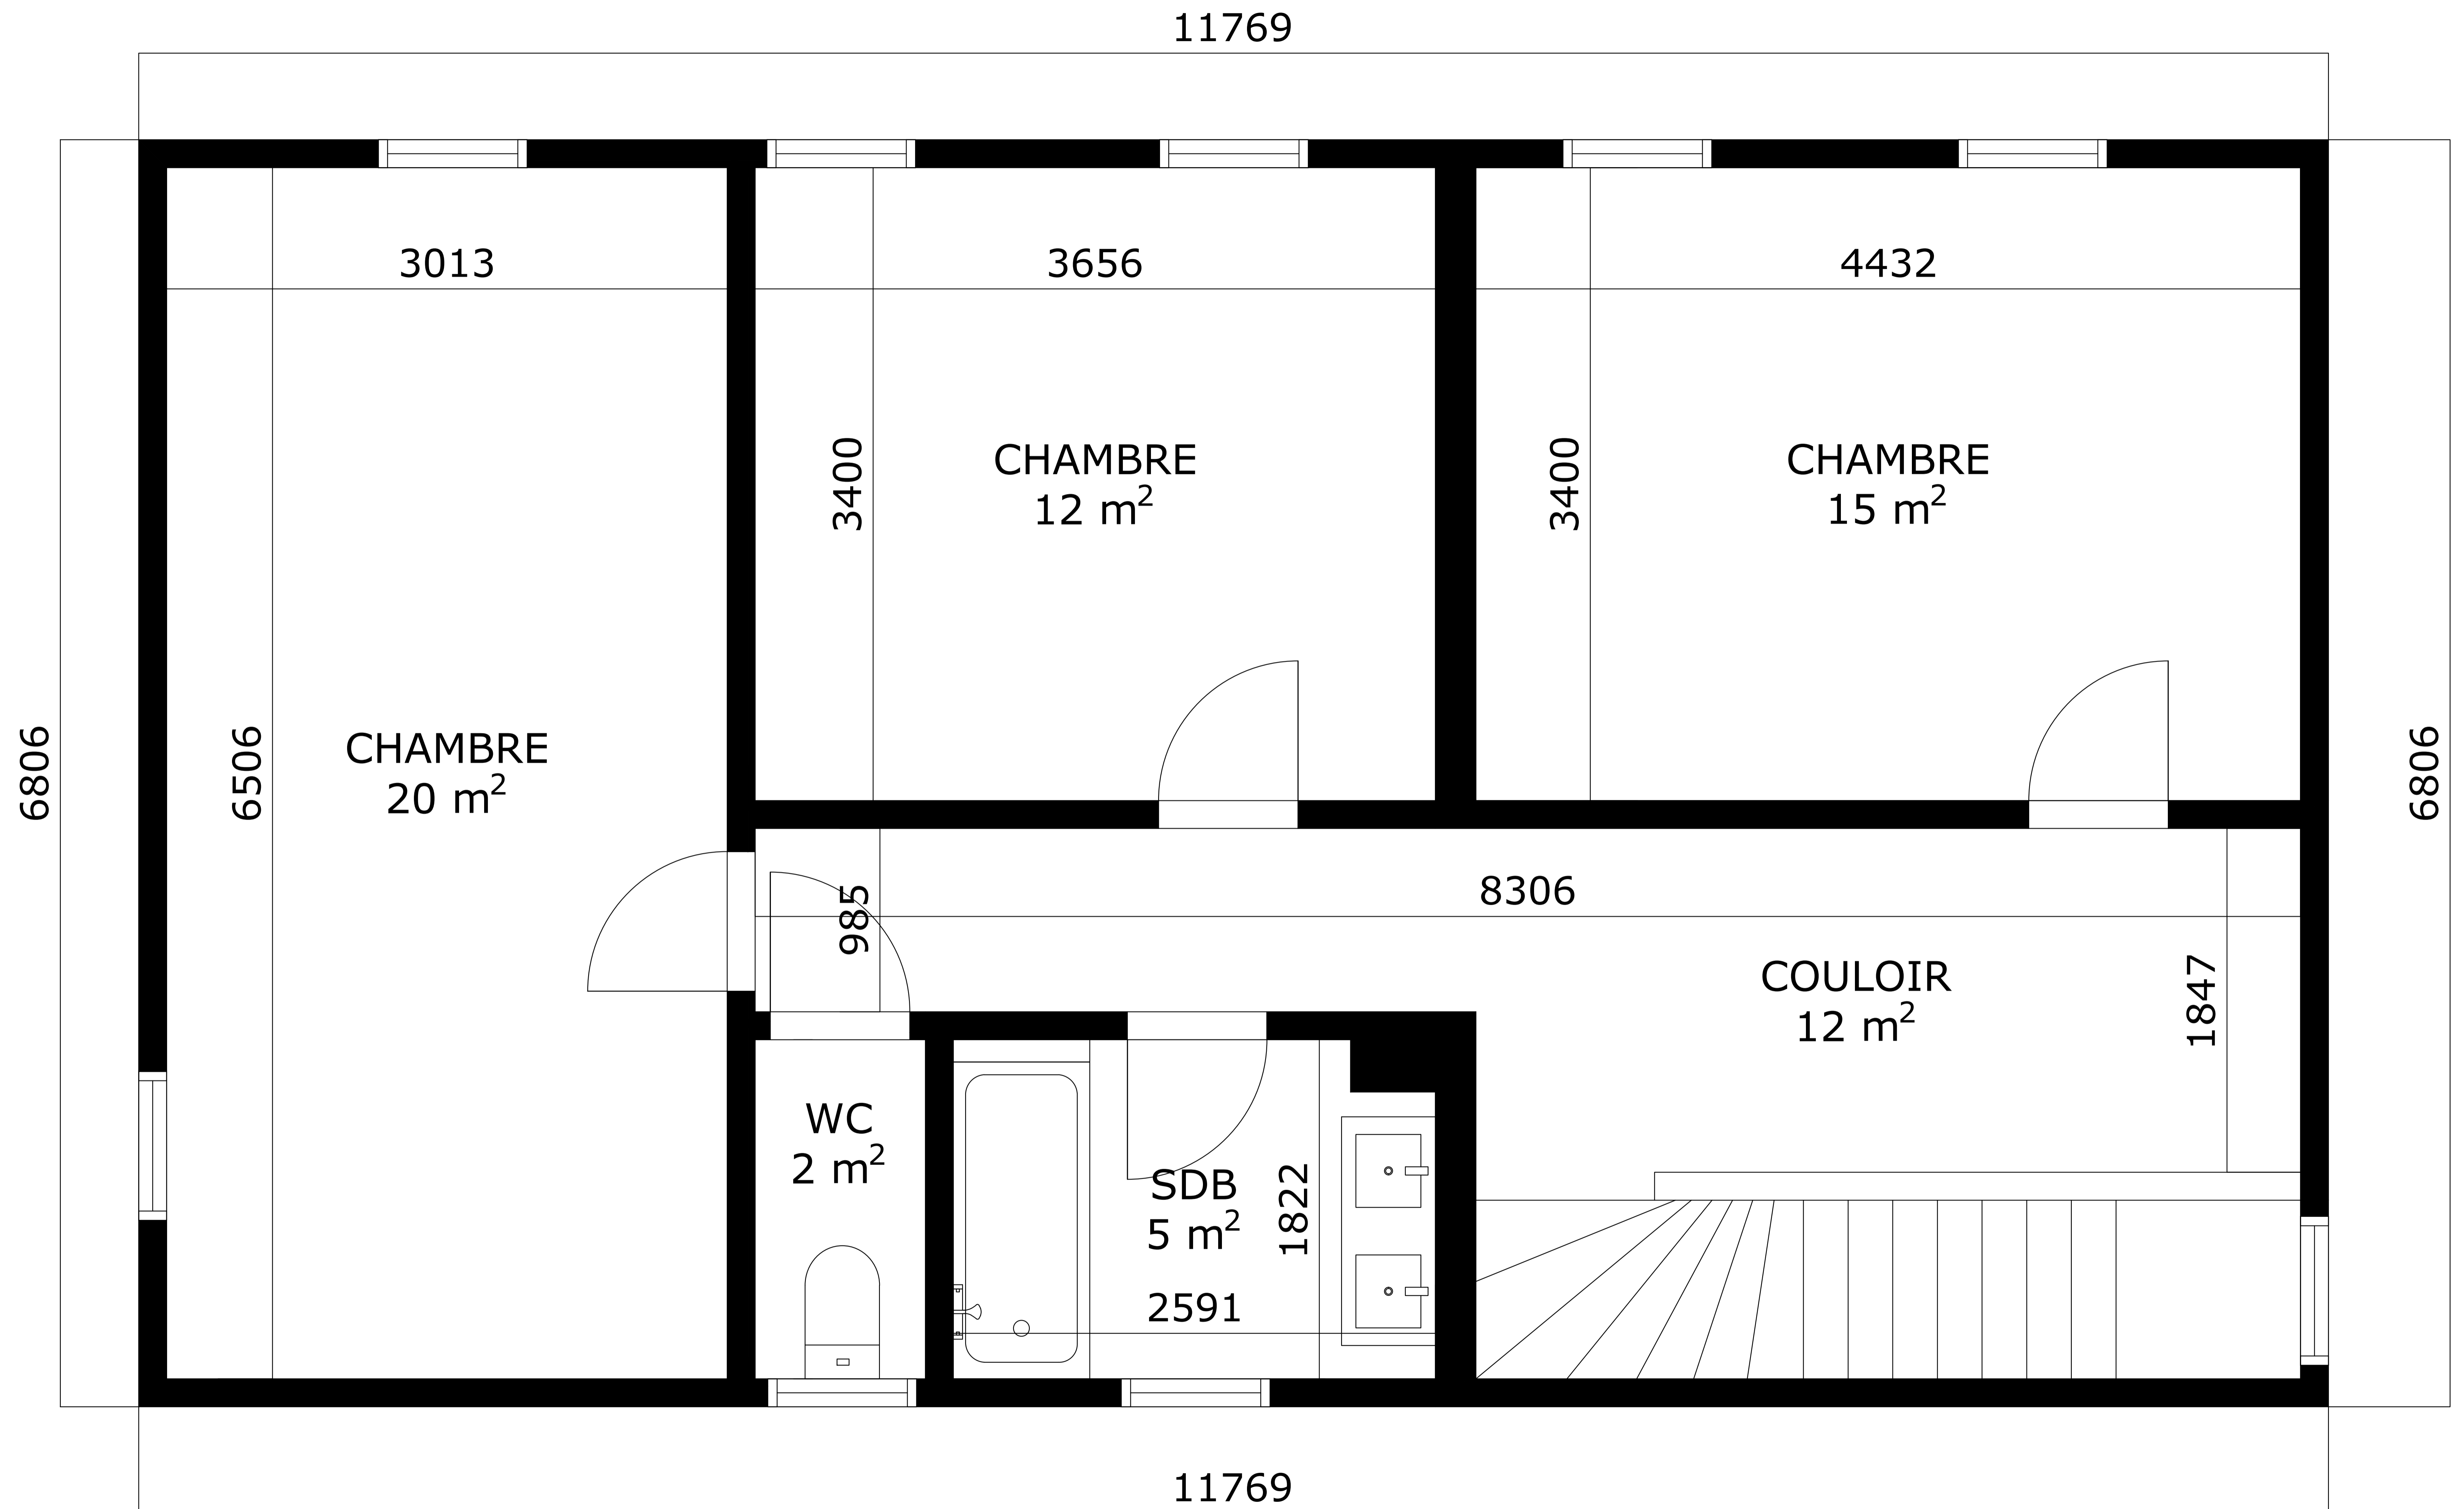 11769
3013
3656
4432
3400
CHAMBRE
12 m²
3400
CHAMBRE
15 m²
6806
6506
CHAMBRE
20 m²
6806
985
8306
COULOIR
12 m²
1847
WC
2 m²
SDB
5 m²
1822
2591
11769